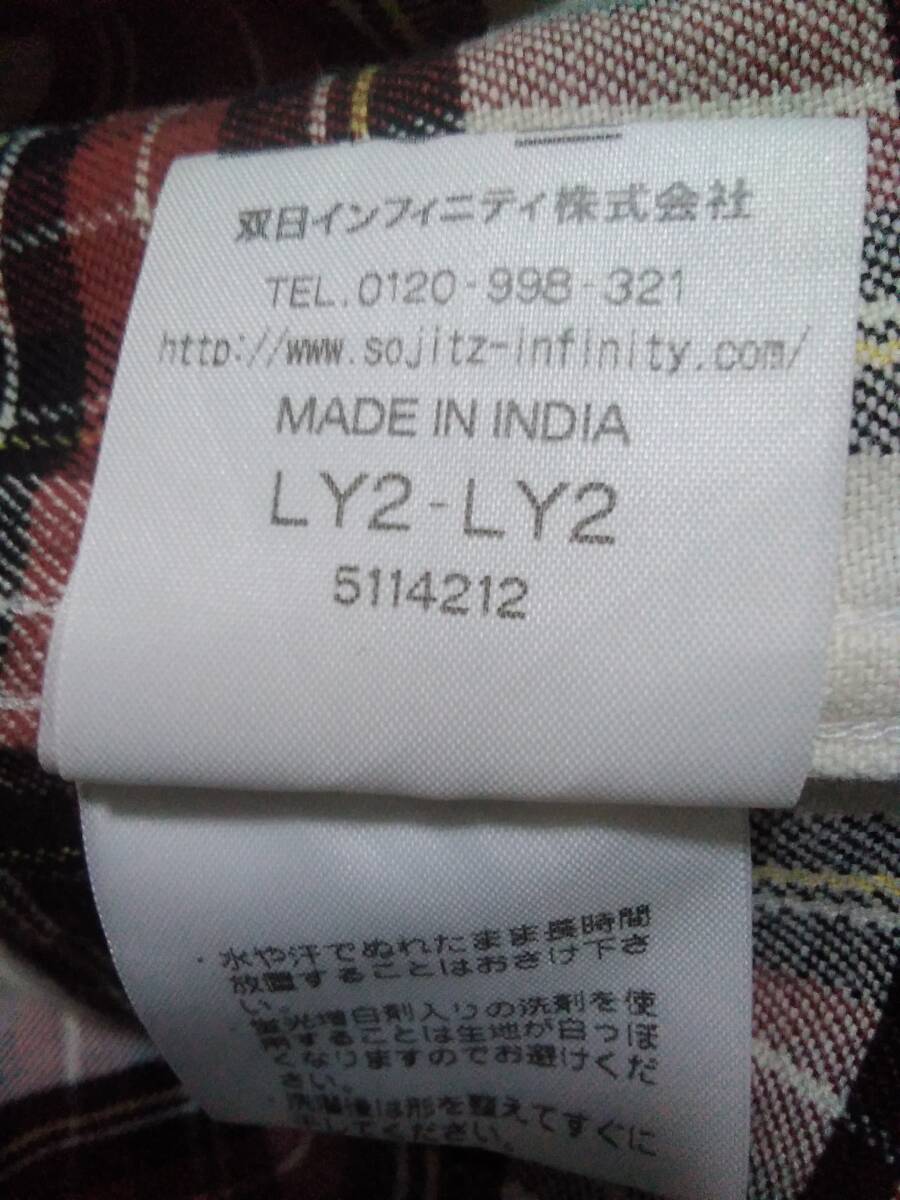 双日インフィニティ株式会社
TEL.0120-998-321
http://www.sojitz-infinity.com/
MADE IN INDIA
LY2-LY2
5114212
・水や汗でぬれたまま長時間
放置することはおさけ下さ
い。
蛍光増白剤入りの洗剤を使
用することは生地が白っぽ
くなりますのでお避けくだ
さい。
・洗濯後は形を整えてすぐに
してください。